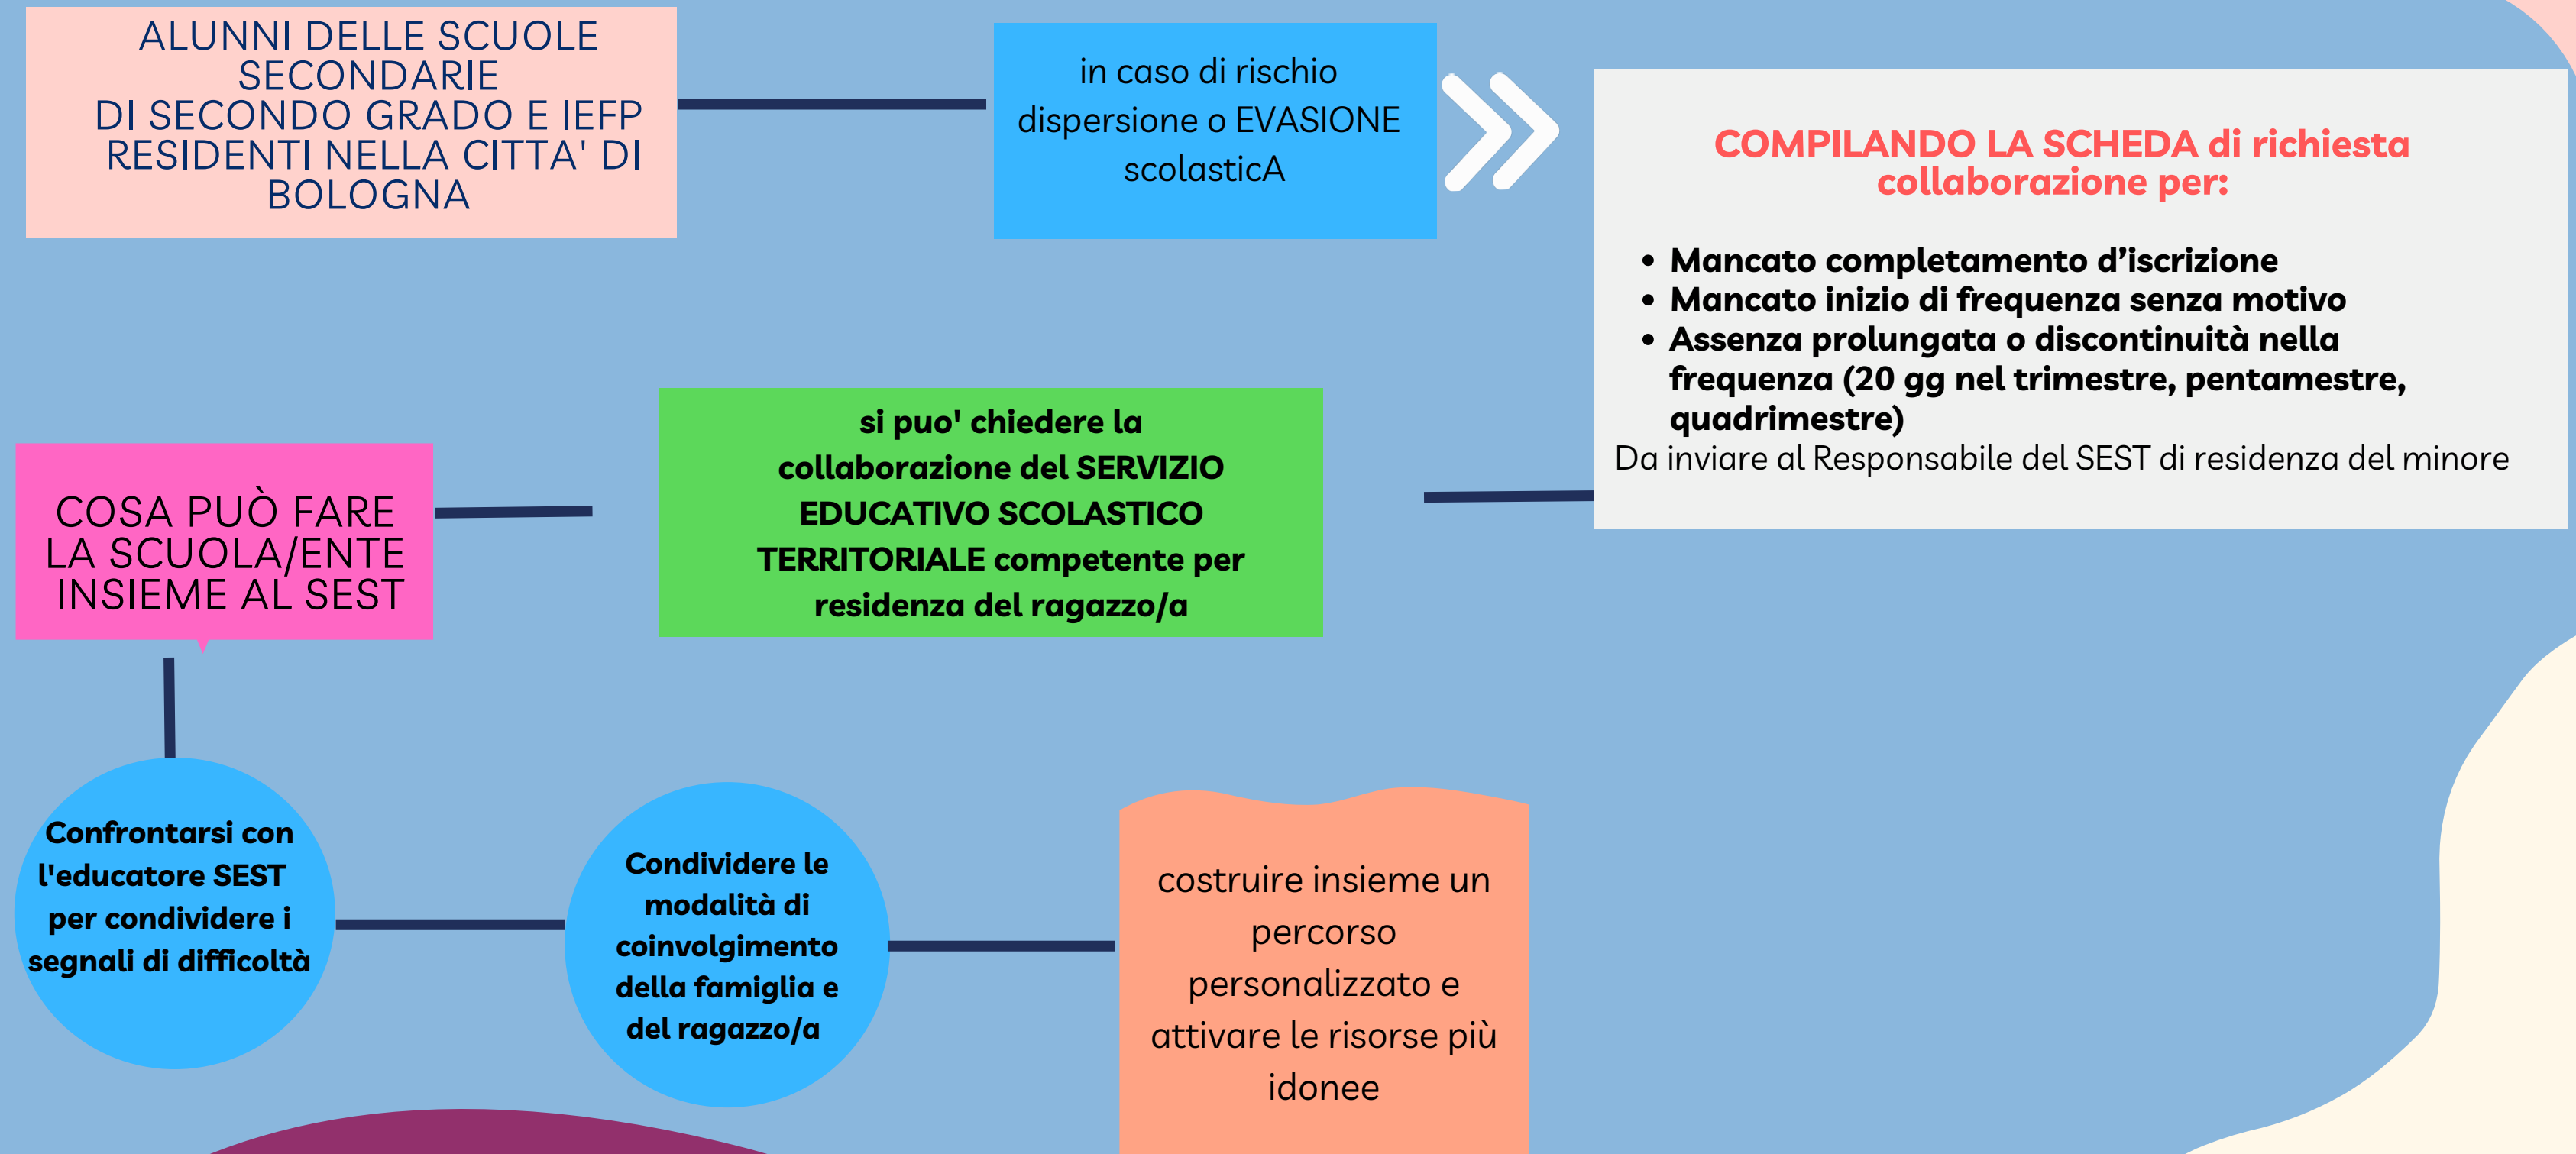 ALUNNI DELLE SCUOLE
SECONDARIE
DI SECONDO GRADO E IEFP
RESIDENTI NELLA CITTA' DI
BOLOGNA
in caso di rischio
dispersione o EVASIONE
scolasticA
COMPILANDO LA SCHEDA di richiesta
collaborazione per:
• Mancato completamento d’iscrizione
• Mancato inizio di frequenza senza motivo
• Assenza prolungata o discontinuità nella
frequenza (20 gg nel trimestre, pentamestre,
quadrimestre)
Da inviare al Responsabile del SEST di residenza del minore
si puo' chiedere la
collaborazione del SERVIZIO
EDUCATIVO SCOLASTICO
TERRITORIALE competente per
residenza del ragazzo/a
COSA PUÒ FARE
LA SCUOLA/ENTE
INSIEME AL SEST
Confrontarsi con
l'educatore SEST
per condividere i
segnali di difficoltà
Condividere le
modalità di
coinvolgimento
della famiglia e
del ragazzo/a
costruire insieme un
percorso
personalizzato e
attivare le risorse più
idonee